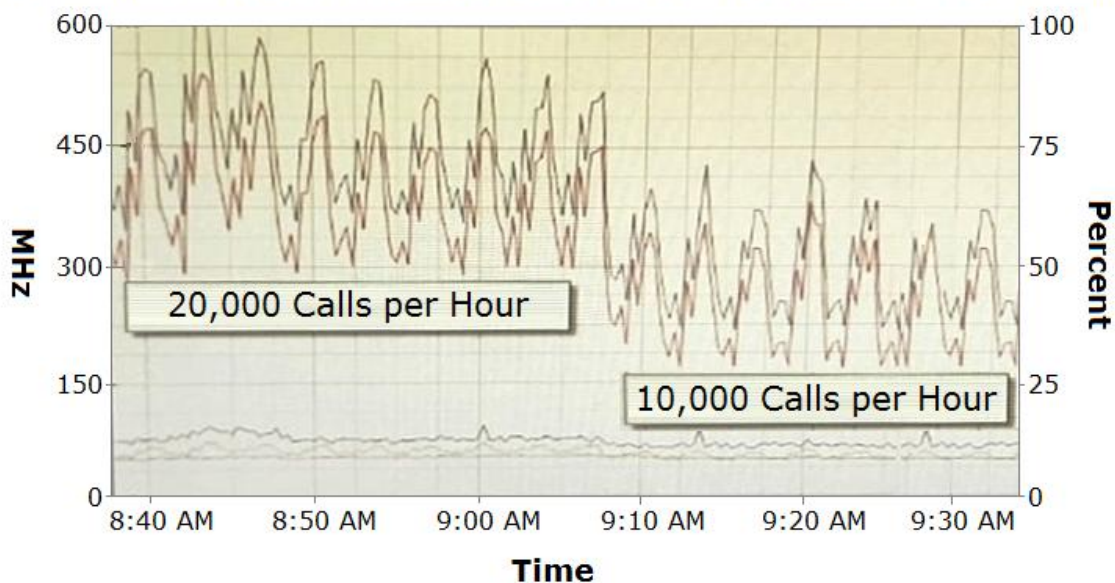 600
450
300
150
0
MHz
100
75
50
25
0
Percent
20,000 Calls per Hour
10,000 Calls per Hour
8:40 AM
8:50 AM
9:00 AM
9:10 AM
9:20 AM
9:30 AM
Time